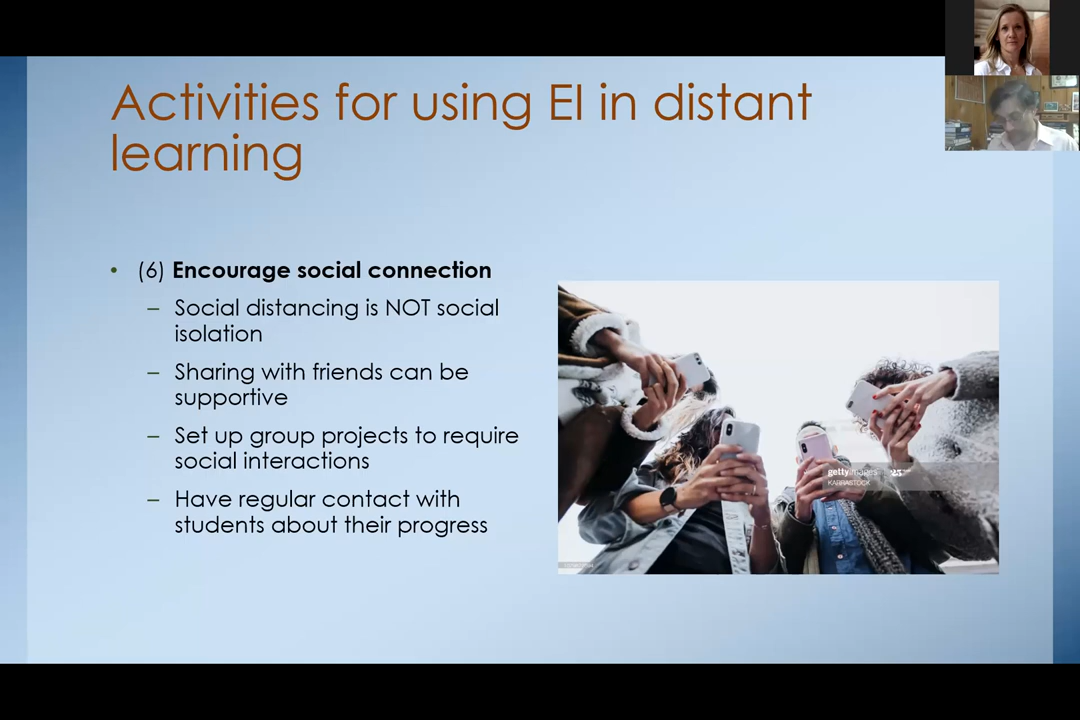 Activities for using EI in distant
learning
• (6) Encourage social connection
– Social distancing is NOT social
isolation
– Sharing with friends can be
supportive
– Set up group projects to require
social interactions
– Have regular contact with
students about their progress
gettyimages
KARRASTOCK